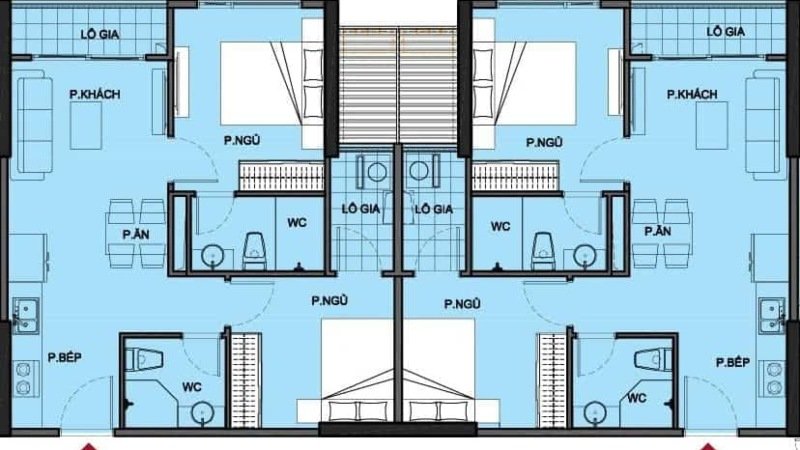 LÔ GIA
LÔ GIA
P.KHÁCH
P.KHÁCH
P.NGỦ
P.NGỦ
LÔ GIA
LÔ GIA
WC
WC
P.ĂN
P.ĂN
P.NGỦ
P.NGỦ
P.BẾP
P.BẾP
WC
WC